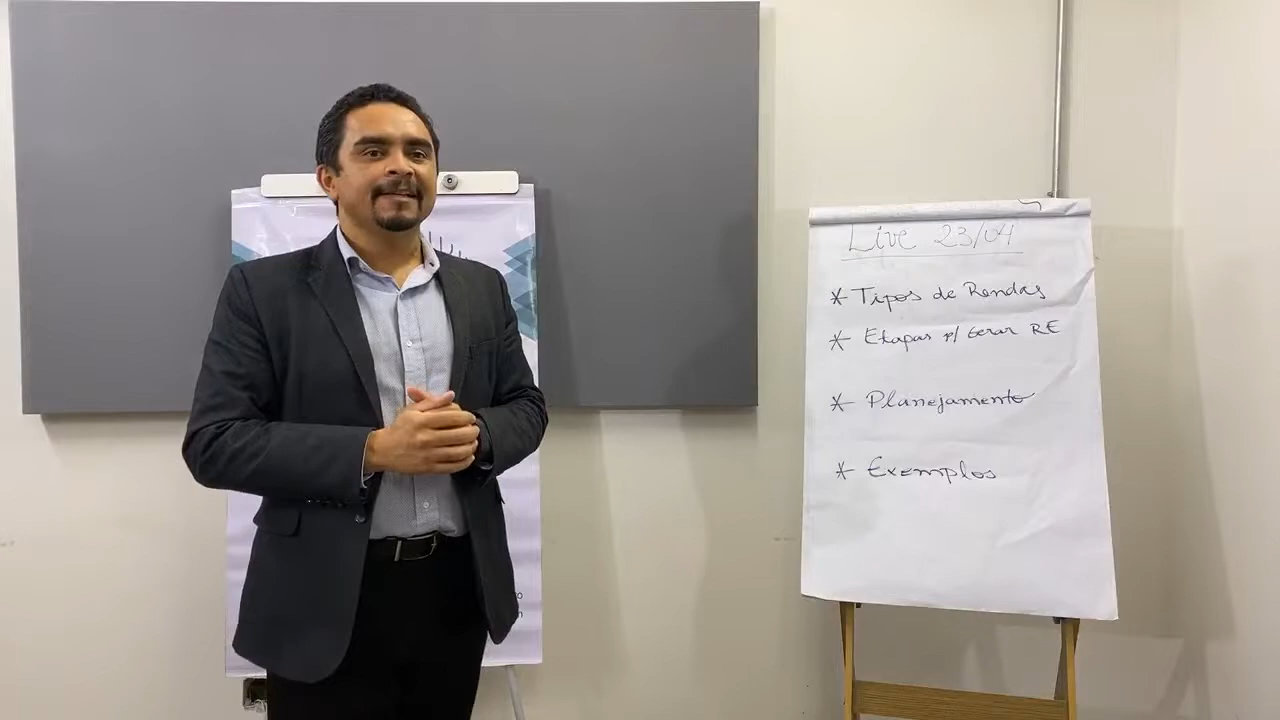 Live 23/04
* Tipos de Rendas
* Etapas p/ Gerar RE
* Planejamento
* Exemplos